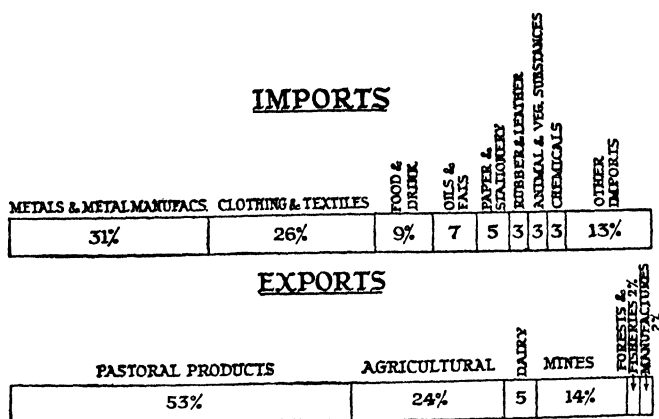 IMPORTS
METALS & METAL MANUFACS.
CLOTHING & TEXTILES
FOOD &
DRINK
OILS &
FATS
PAPER &
STATIONERY
RUBBER & LEATHER
ANIMAL & VEG. SUBSTANCES
CHEMICALS
OTHER
IMPORTS
31% 26% 9% 7 5 3 3 3 13%
EXPORTS
PASTORAL PRODUCTS
AGRICULTURAL
DAIRY
MINES
FORESTS &
FISHERIES 2%
MANUFACTURES
2%
53% 24% 5 14%